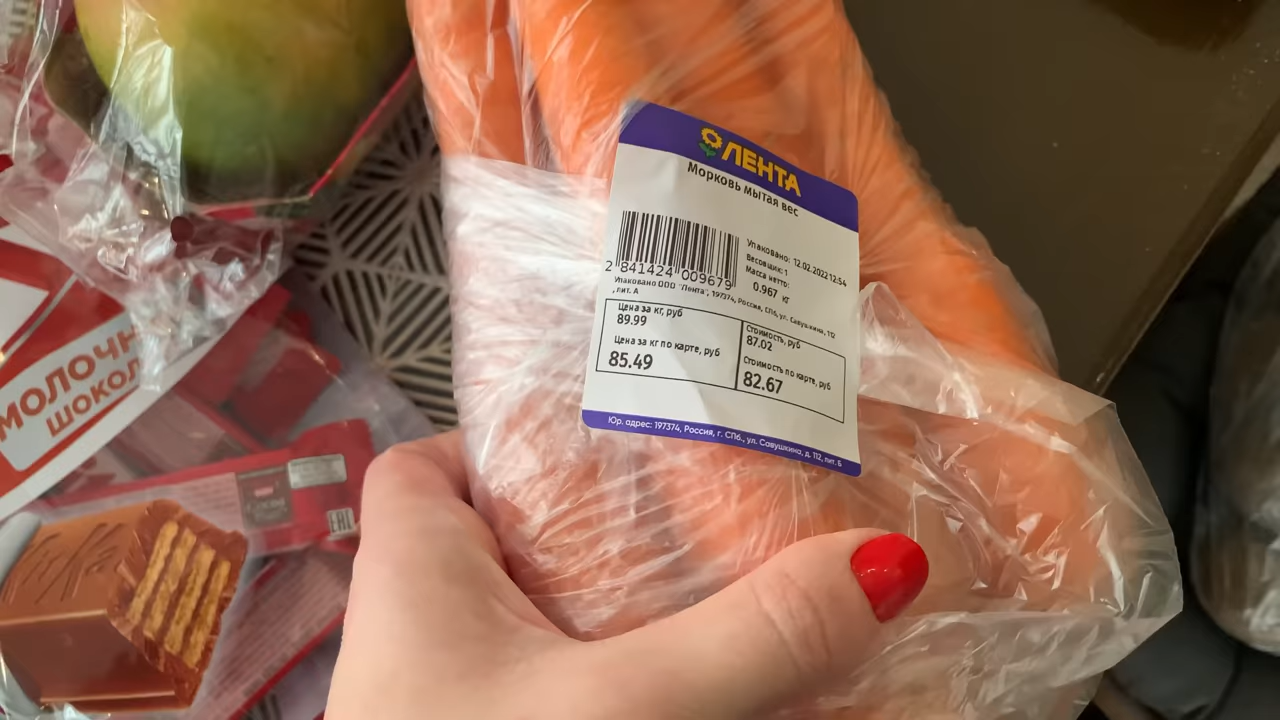 ЛЕНТА
Морковь мытая вес
2 841424 009679
Упаковано: 12.02.2022 12:54
Весовщик: 1
Масса нетто:
0.967 кг
Упаковано ООО "Лента", 197374, Россия, СПб, ул. Савушкина, 112
, лит. А
Цена за кг, руб
89.99
Цена за кг по карте, руб
85.49
Стоимость, руб
87.02
Стоимость по карте, руб
82.67
Юр. адрес: 197374, Россия, г. СПб., ул. Савушкина, д. 112, лит. Б
МОЛОЧН
ШОКОЛ
EAC